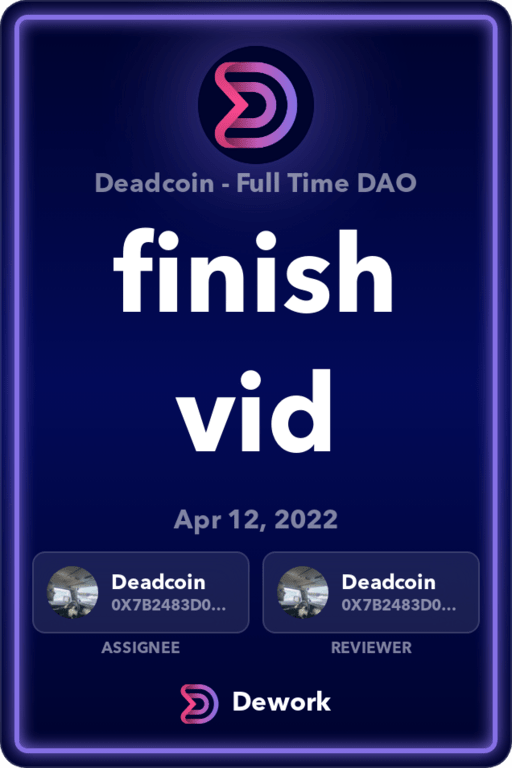 Deadcoin - Full Time DAO
finish
vid
Apr 12, 2022
Deadcoin
0X7B2483D0...
ASSIGNEE
Deadcoin
0X7B2483D0...
REVIEWER
Dework